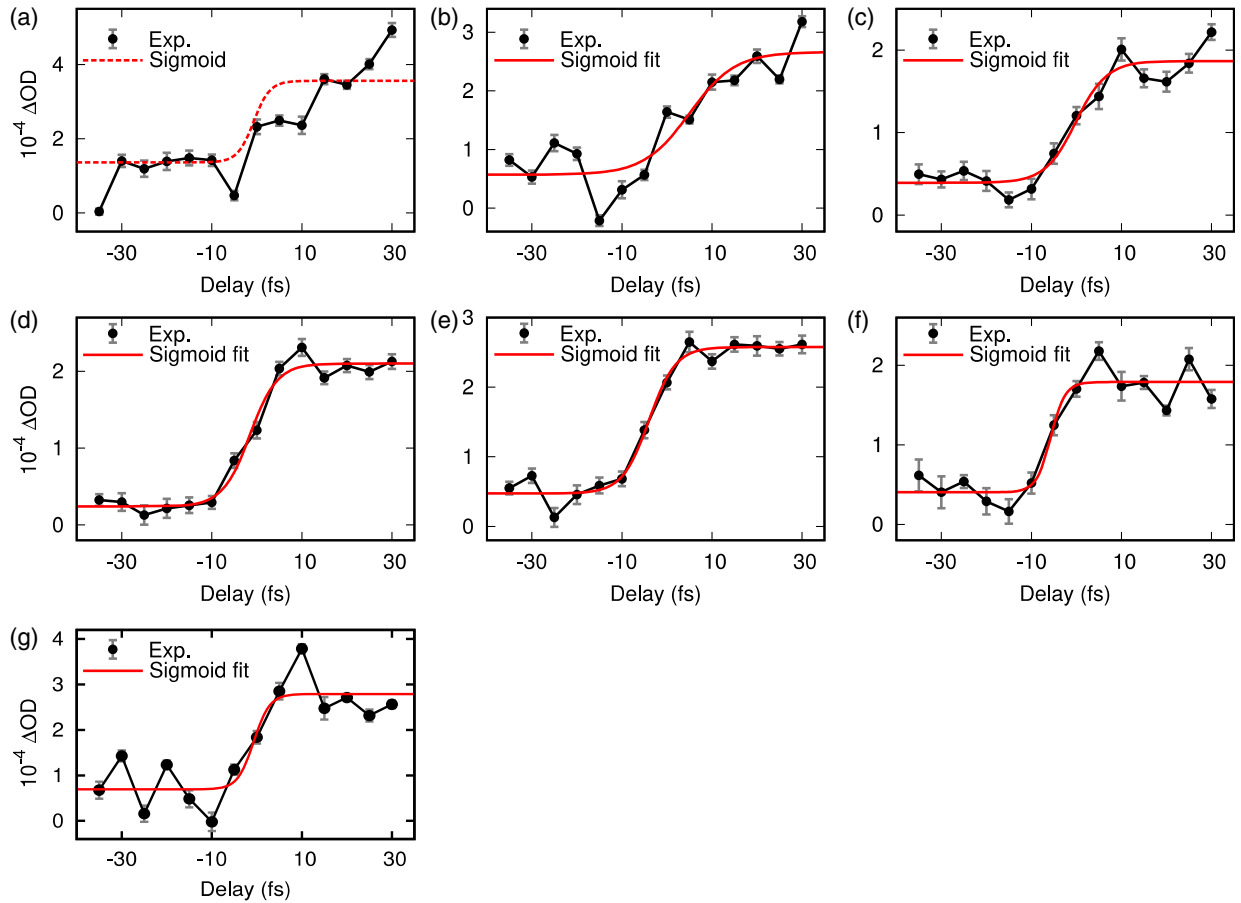 (a)
Exp.
Sigmoid
10⁻⁴ ΔOD
4
2
0
-30 -10 10 30
Delay (fs)
(b)
Exp.
Sigmoid fit
3
2
1
0
-30 -10 10 30
Delay (fs)
(c)
Exp.
Sigmoid fit
2
1
0
-30 -10 10 30
Delay (fs)
(d)
Exp.
Sigmoid fit
10⁻⁴ ΔOD
2
1
0
-30 -10 10 30
Delay (fs)
(e)
Exp.
Sigmoid fit
3
2
1
0
-30 -10 10 30
Delay (fs)
(f)
Exp.
Sigmoid fit
2
1
0
-30 -10 10 30
Delay (fs)
(g)
Exp.
Sigmoid fit
10⁻⁴ ΔOD
4
3
2
1
0
-30 -10 10 30
Delay (fs)